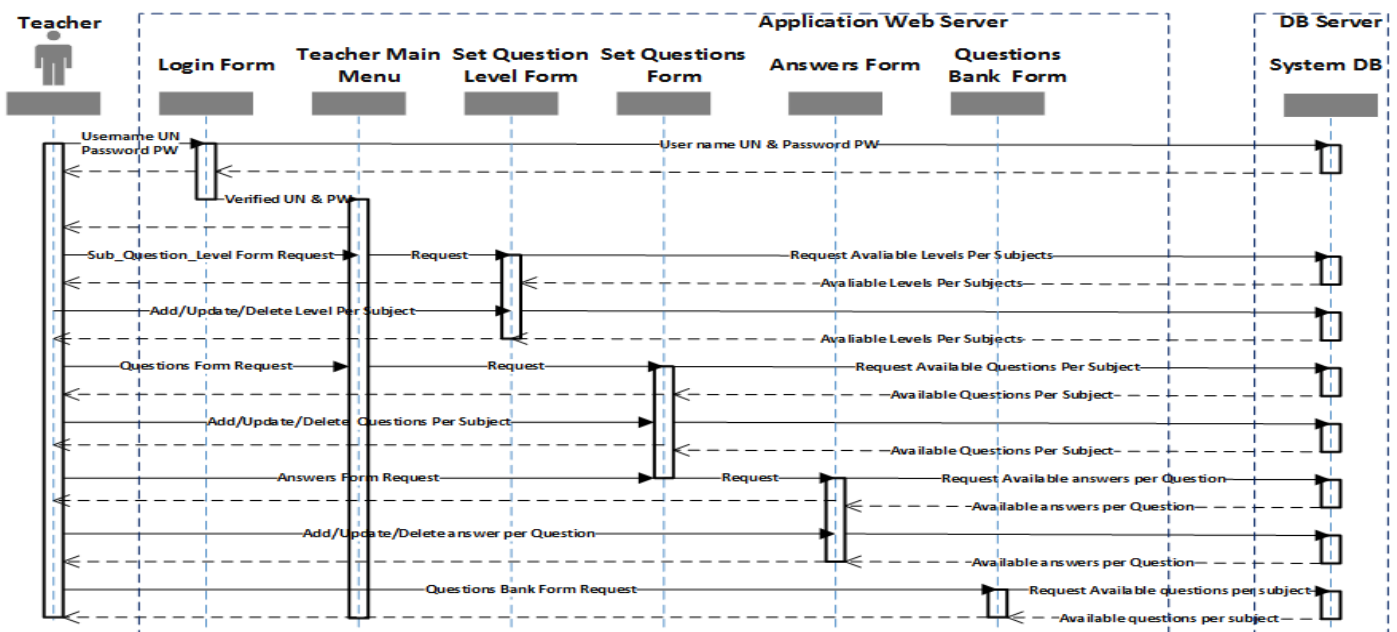 Teacher
Application Web Server
DB Server
Login Form
Teacher Main
Menu
Set Question
Level Form
Set Questions
Form
Answers Form
Questions
Bank Form
System DB
Username UN
Password PW
User name UN & Password PW
Verified UN & PW
Sub_Question_Level Form Request
Request
Request Avaliable Levels Per Subjects
Avaliable Levels Per Subjects
Add/Update/Delete Level Per Subject
Avaliable Levels Per Subjects
Questions Form Request
Request
Request Available Questions Per Subject
Available Questions Per Subject
Add/Update/Delete Questions Per Subject
Available Questions Per Subject
Answers Form Request
Request
Request Available answers per Question
Available answers per Question
Add/Update/Delete answer per Question
Available answers per Question
Questions Bank Form Request
Request Available questions per subject
Available questions per subject